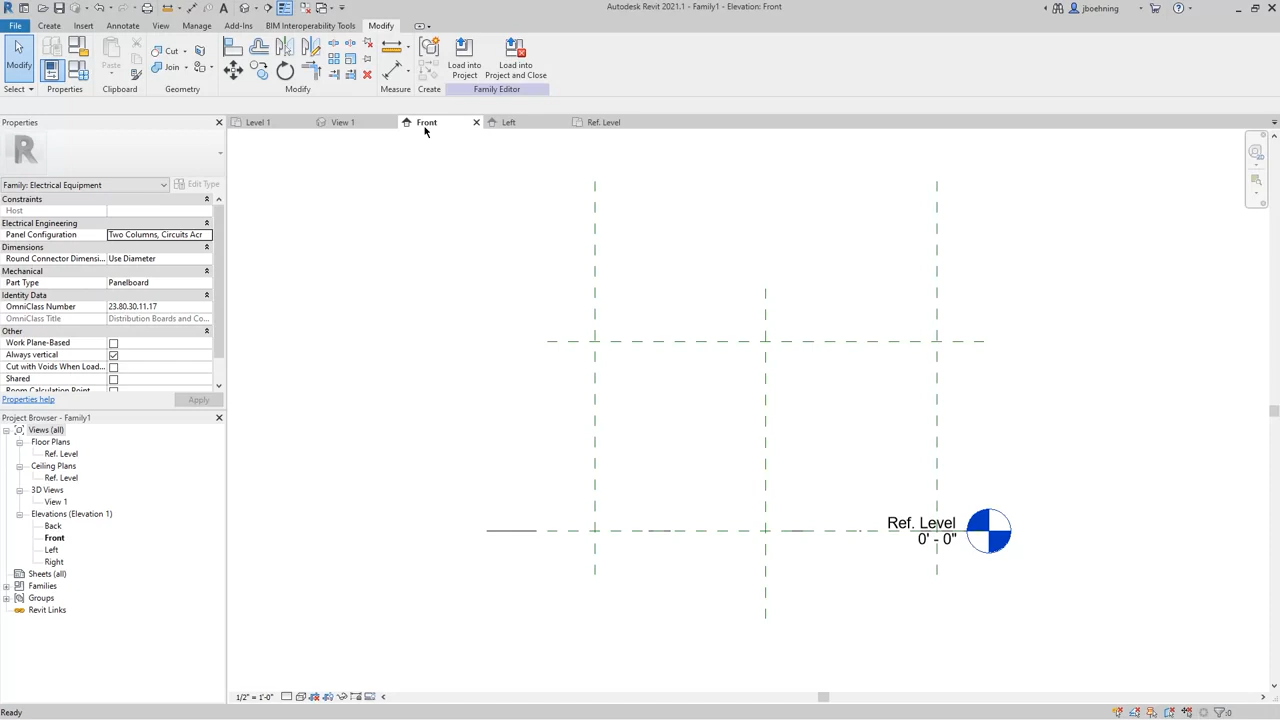 Autodesk Revit 2021.1 - Family1 - Elevation: Front
jboehning
File Create Insert Annotate View Manage Add-Ins BIM Interoperability Tools Modify
Modify
Paste
Cut
Join
Load into Project
Load into Project and Close
Select Properties Clipboard Geometry Modify Measure Create Family Editor
Properties
Level 1 View 1 Front Left Ref. Level
Family: Electrical Equipment Edit Type
Constraints
Host
Electrical Engineering
Panel Configuration Two Columns, Circuits Acr
Dimensions
Round Connector Dimensi... Use Diameter
Mechanical
Part Type Panelboard
Identity Data
OmniClass Number 23.80.30.11.17
OmniClass Title Distribution Boards and Co...
Other
Work Plane-Based
Always vertical
Cut with Voids When Load...
Shared
Room Calculation Point
Properties help Apply
Project Browser - Family1
Views (all)
Floor Plans
Ref. Level
Ceiling Plans
Ref. Level
3D Views
View 1
Elevations (Elevation 1)
Back
Front
Left
Right
Sheets (all)
Families
Groups
Revit Links
Ref. Level
0' - 0"
1/2" = 1'-0"
Ready
:0